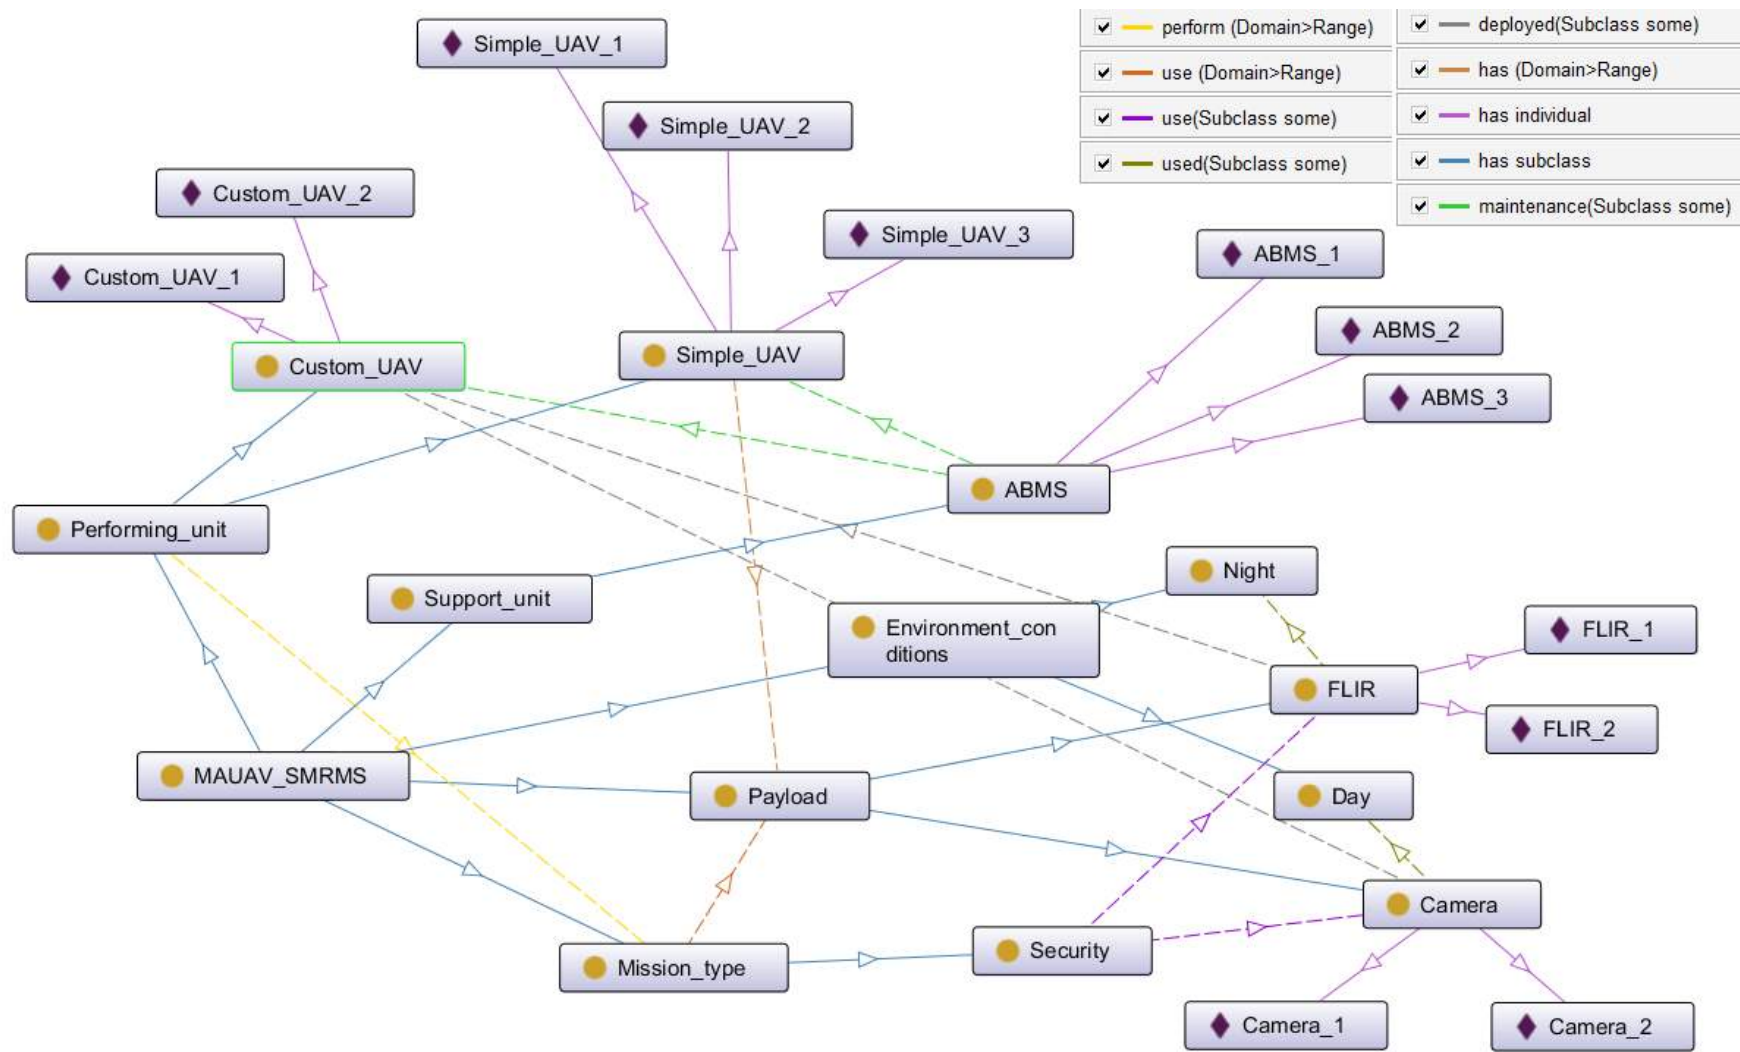 Simple_UAV_1
perform (Domain>Range)
deployed(Subclass some)
use (Domain>Range)
has (Domain>Range)
Simple_UAV_2
use(Subclass some)
has individual
used(Subclass some)
has subclass
Custom_UAV_2
maintenance(Subclass some)
Simple_UAV_3
ABMS_1
Custom_UAV_1
ABMS_2
Simple_UAV
Custom_UAV
ABMS_3
ABMS
Performing_unit
Night
Support_unit
Environment_con
ditions
FLIR_1
FLIR
FLIR_2
MAUAV_SMRMS
Payload
Day
Camera
Security
Mission_type
Camera_1
Camera_2